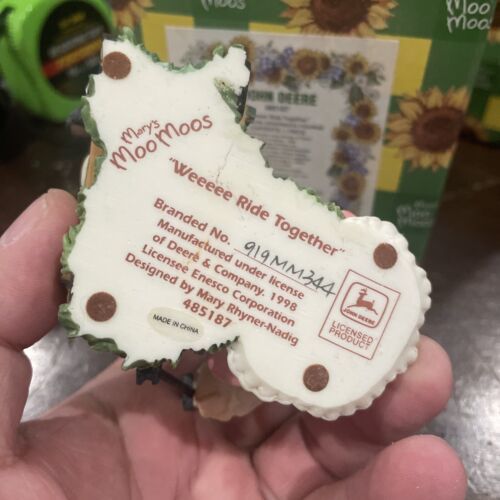 Mary's
Moo Moos
"Weeeee Ride Together"
Branded No. 919MM344
Manufactured under license
of Deere & Company. 1998
Licensee Enesco Corporation
Designed by Mary Rhyner-Nadig
485187
MADE IN CHINA
JOHN DEERE
LICENSED
PRODUCT
JOHN DEERE
Moo
Moos
Moo